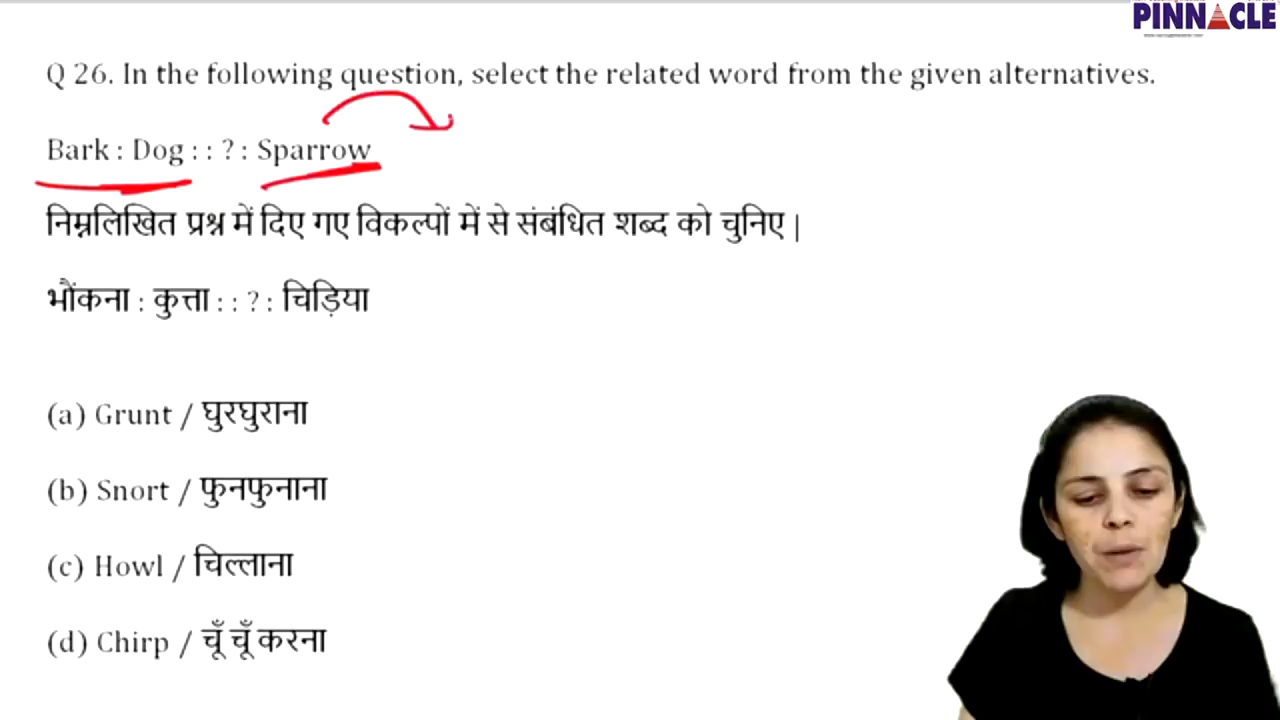 PINNACLE
Q 26. In the following question, select the related word from the given alternatives.
Bark : Dog : : ? : Sparrow
निम्नलिखित प्रश्न में दिए गए विकल्पों में से संबंधित शब्द को चुनिए |
भौंकना : कुत्ता : : ? : चिड़िया
(a) Grunt / घुरघुराना
(b) Snort / फुनफुनाना
(c) Howl / चिल्लाना
(d) Chirp / चूँ चूँ करना